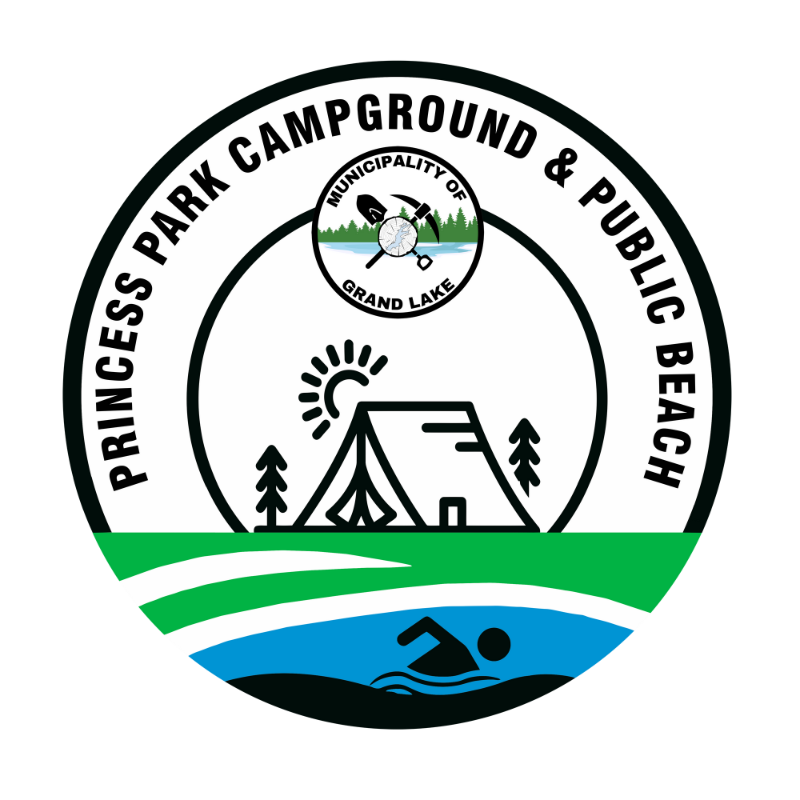 PRINCESS PARK CAMPGROUND & PUBLIC BEACH
MUNICIPALITY OF
GRAND LAKE